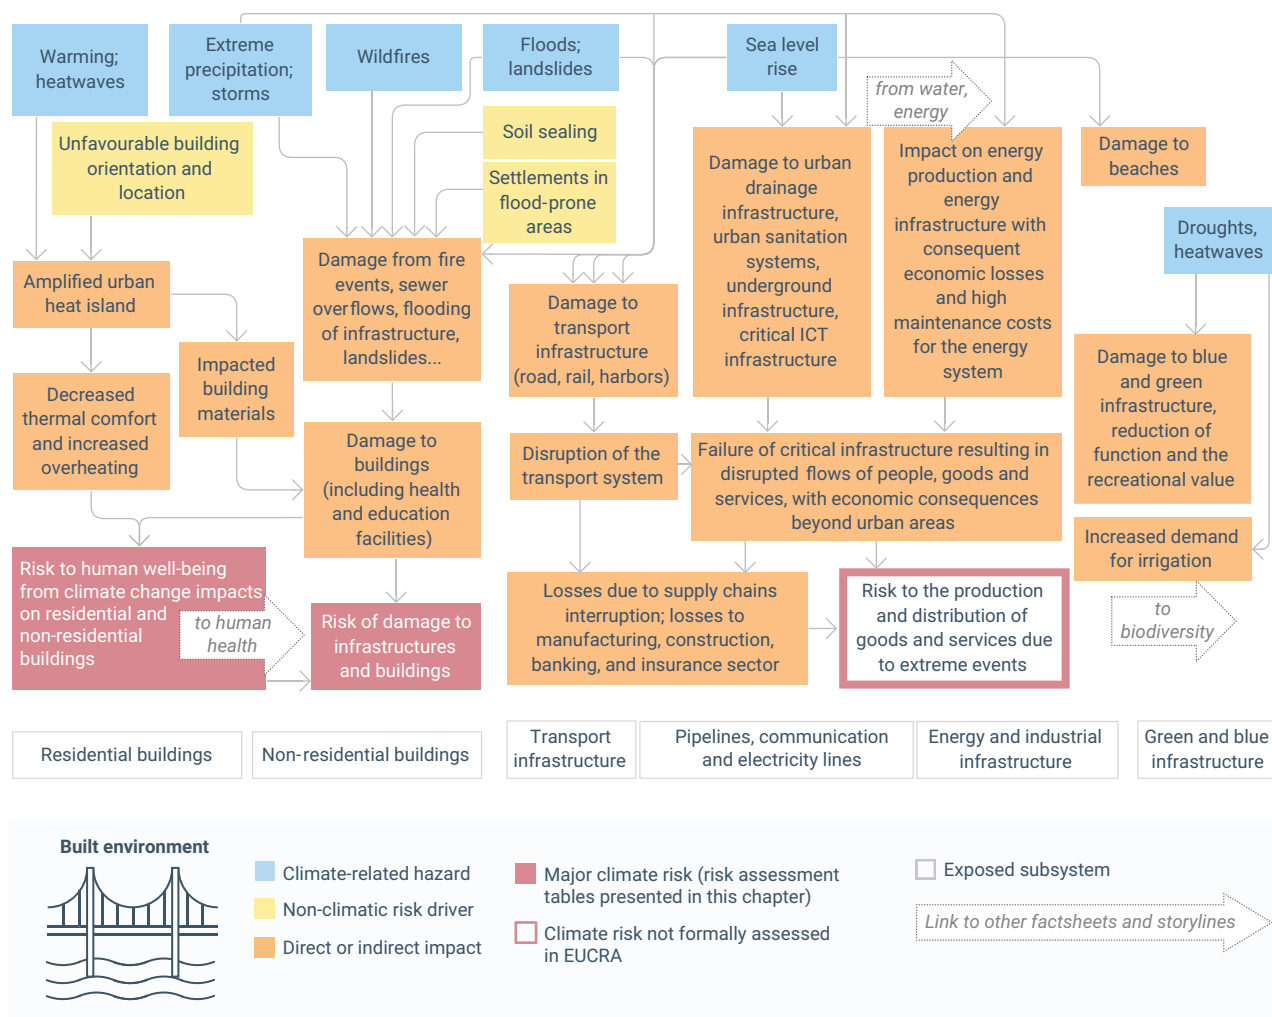 Warming;
heatwaves
Extreme
precipitation;
storms
Wildfires
Floods;
landslides
Sea level
rise
from water,
energy
Unfavourable building
orientation and
location
Soil sealing
Settlements in
flood-prone
areas
Damage to urban
drainage
infrastructure,
urban sanitation
systems,
underground
infrastructure,
critical ICT
infrastructure
Impact on energy
production and
energy
infrastructure with
consequent
economic losses
and high
maintenance costs
for the energy
system
Damage to
beaches
Droughts,
heatwaves
Amplified urban
heat island
Damage from fire
events, sewer
overflows, flooding
of infrastructure,
landslides...
Damage to
transport
infrastructure
(road, rail, harbors)
Impacted
building
materials
Decreased
thermal comfort
and increased
overheating
Damage to blue
and green
infrastructure,
reduction of
function and the
recreational value
Damage to
buildings
(including health
and education
facilities)
Disruption of the
transport system
Failure of critical infrastructure resulting in
disrupted flows of people, goods and
services, with economic consequences
beyond urban areas
Increased demand
for irrigation
Risk to human well-being
from climate change impacts
on residential and
non-residential
buildings
to human
health
Risk of damage to
infrastructures
and buildings
Losses due to supply chains
interruption; losses to
manufacturing, construction,
banking, and insurance sector
Risk to the production
and distribution of
goods and services due
to extreme events
to
biodiversity
Residential buildings
Non-residential buildings
Transport
infrastructure
Pipelines, communication
and electricity lines
Energy and industrial
infrastructure
Green and blue
infrastructure
Built environment
Climate-related hazard
Non-climatic risk driver
Direct or indirect impact
Major climate risk (risk assessment
tables presented in this chapter)
Climate risk not formally assessed
in EUCRA
Exposed subsystem
Link to other factsheets and storylines